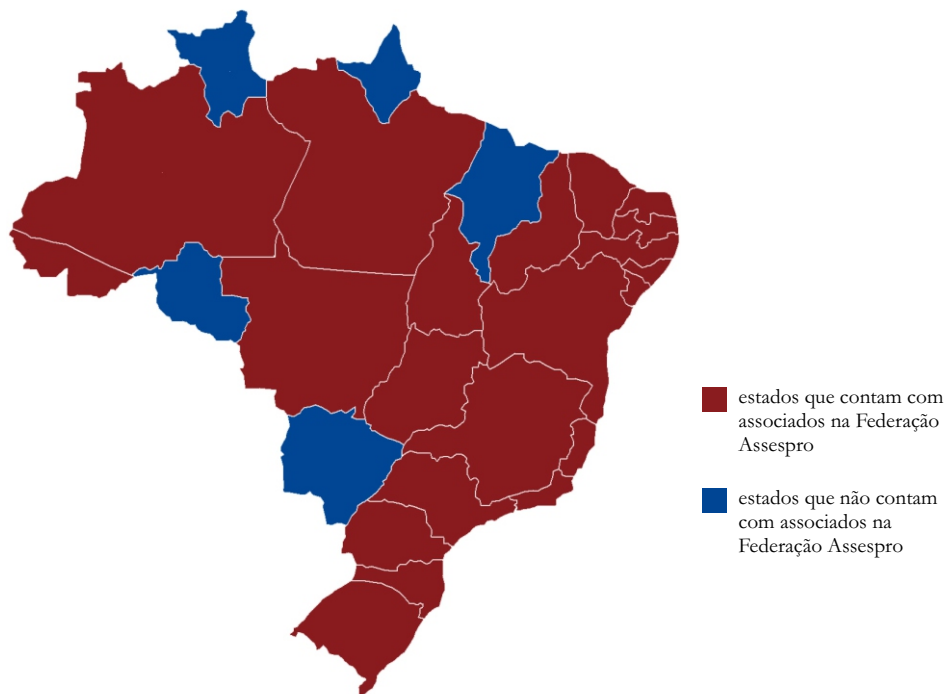 estados que contam com
associados na Federação
Assespro
estados que não contam
com associados na
Federação Assespro